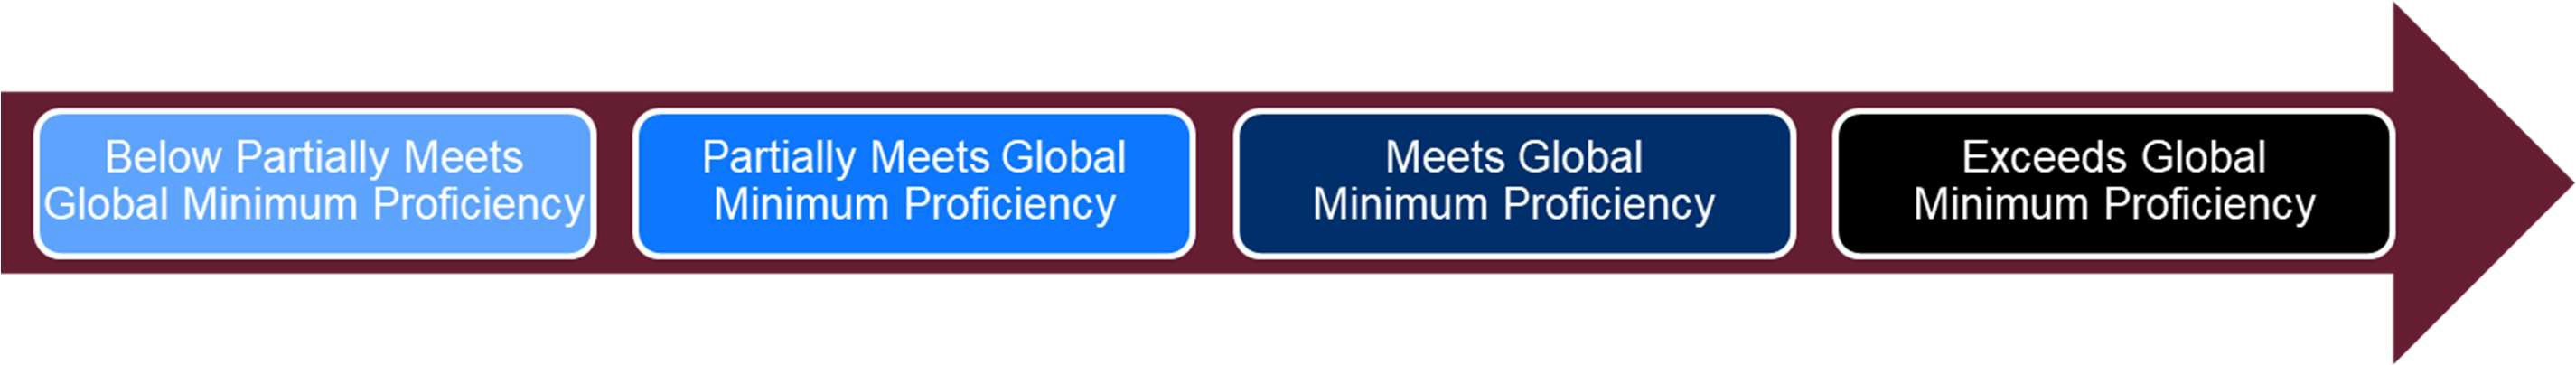 Below Partially Meets
Global Minimum Proficiency
Partially Meets Global
Minimum Proficiency
Meets Global
Minimum Proficiency
Exceeds Global
Minimum Proficiency